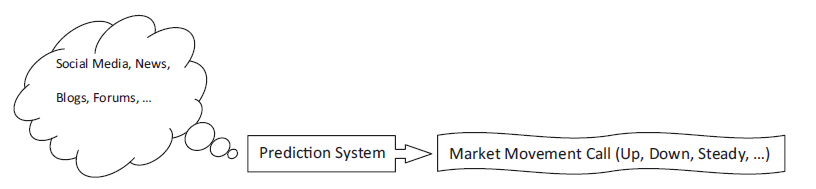 Social Media, News,
Blogs, Forums, ...
Prediction System
Market Movement Call (Up, Down, Steady, ...)